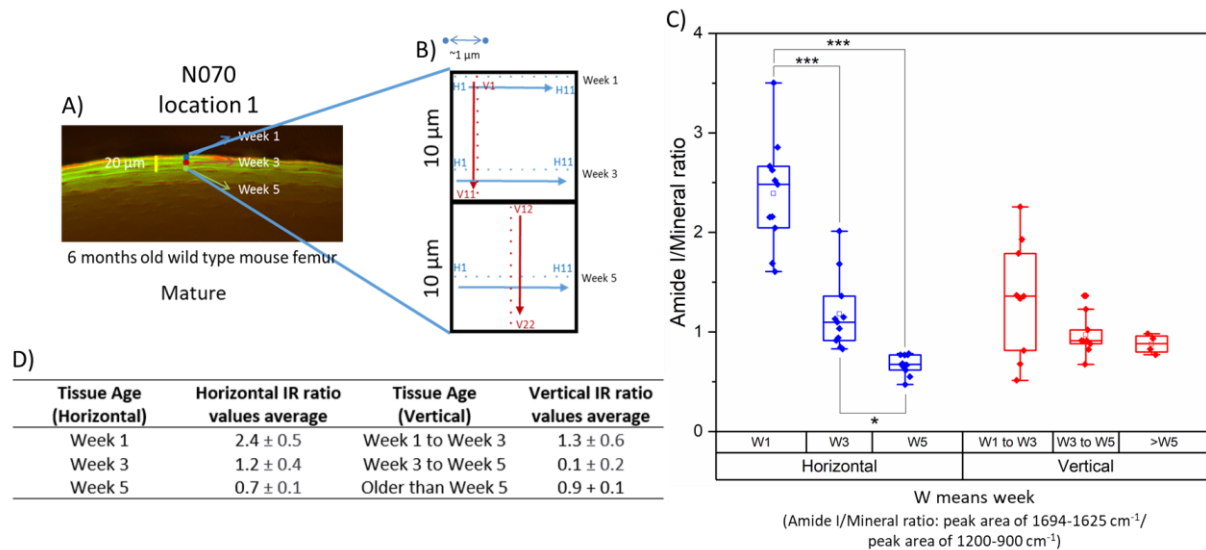 A)
N070
location 1
Week 1
20 µm
Week 3
Week 5
6 months old wild type mouse femur
Mature
B)
~1 µm
Week 1
H1
V1
H11
10 µm
H1
H11
Week 3
V11
V12
10 µm
H1
H11
Week 5
V22
C)
Amide I/Mineral ratio
4
3
2
1
0
***
***
*
W1
W3
W5
W1 to W3
W3 to W5
>W5
Horizontal
Vertical
W means week
(Amide I/Mineral ratio: peak area of 1694-1625 cm⁻¹/
peak area of 1200-900 cm⁻¹)
D)
Tissue Age (Horizontal)
Horizontal IR ratio values average
Tissue Age (Vertical)
Vertical IR ratio values average
Week 1 2.4 ± 0.5 Week 1 to Week 3 1.3 ± 0.6
Week 3 1.2 ± 0.4 Week 3 to Week 5 0.1 ± 0.2
Week 5 0.7 ± 0.1 Older than Week 5 0.9 + 0.1